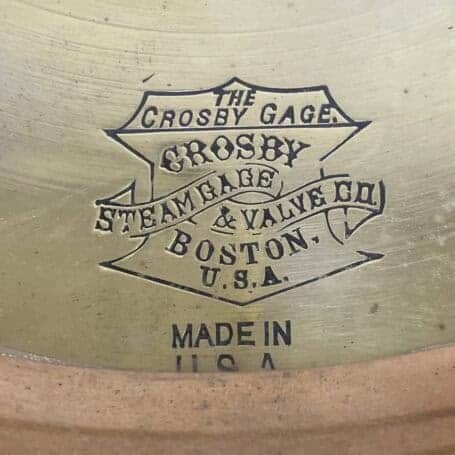 THE
CROSBY GAGE.
CROSBY
STEAM GAGE
& VALVE CO.
BOSTON,
U.S.A.
MADE IN
U.S.A.